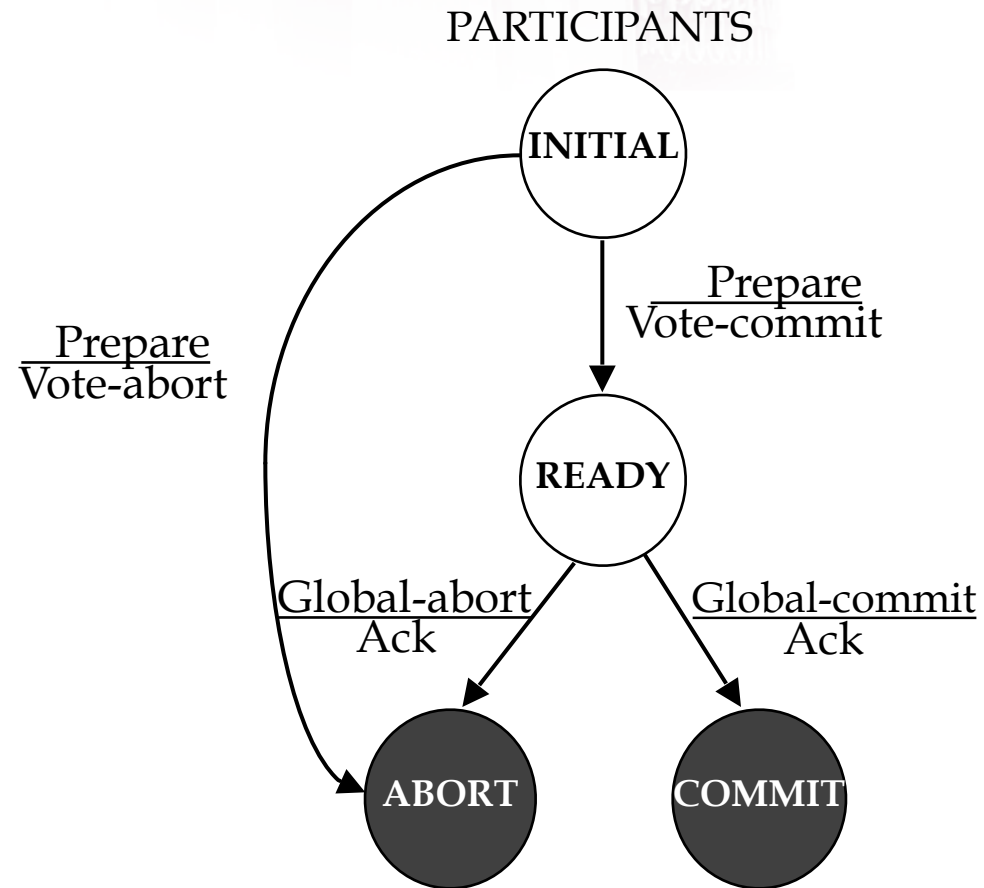 PARTICIPANTS
INITIAL
Prepare
Vote-commit
Prepare
Vote-abort
READY
Global-abort
Ack
Global-commit
Ack
ABORT
COMMIT